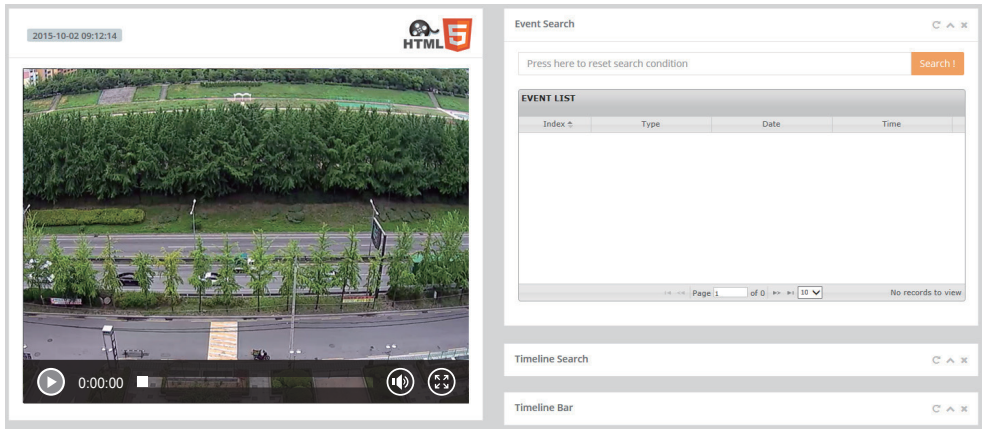 2015-10-02 09:12:14
HTML 5
0:00:00
Event Search
Press here to reset search condition
Search !
EVENT LIST
Index Type Date Time
Page 1 of 0 10 No records to view
Timeline Search
Timeline Bar